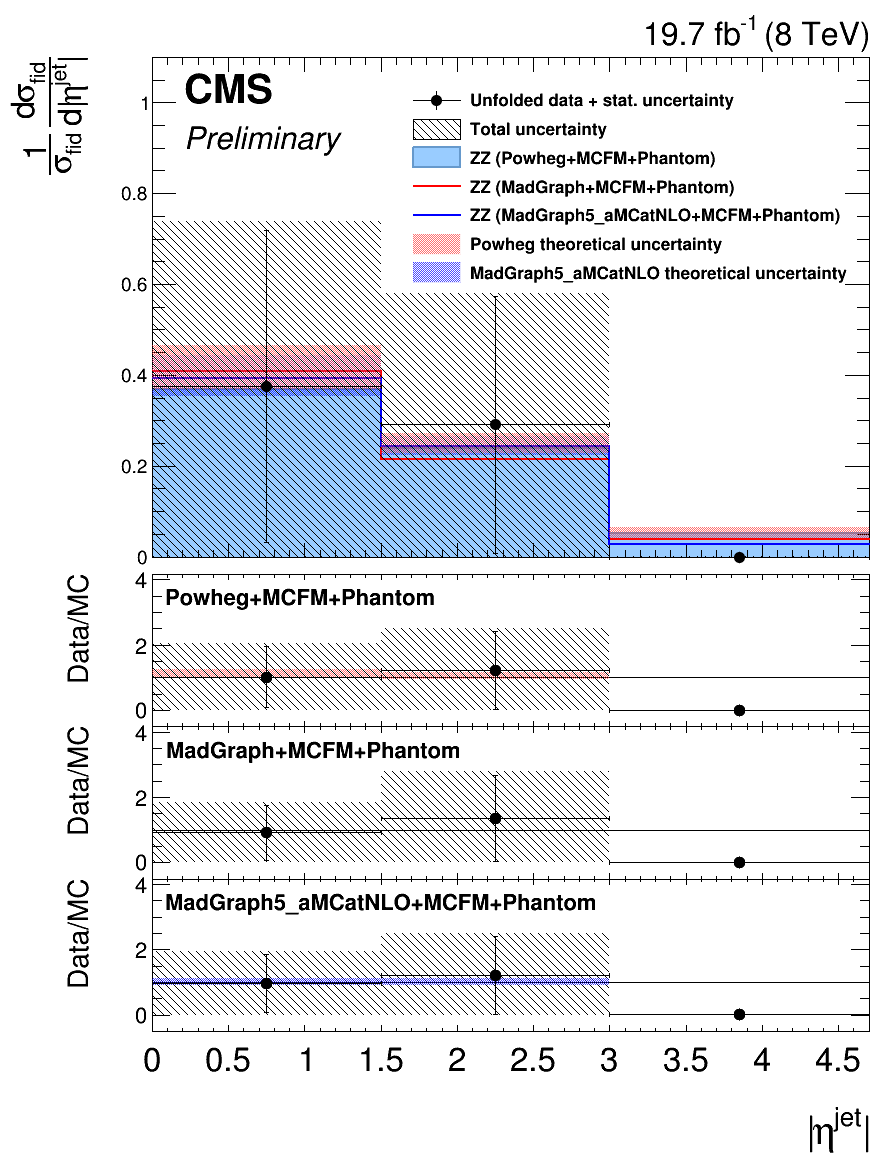 19.7 fb⁻¹ (8 TeV)
1/σfid dσfid/d|ηjet|
CMS
Preliminary
Unfolded data + stat. uncertainty
Total uncertainty
ZZ (Powheg+MCFM+Phantom)
ZZ (MadGraph+MCFM+Phantom)
ZZ (MadGraph5_aMCatNLO+MCFM+Phantom)
Powheg theoretical uncertainty
MadGraph5_aMCatNLO theoretical uncertainty
1
0.8
0.6
0.4
0.2
0
Data/MC
Powheg+MCFM+Phantom
4
2
0
Data/MC
MadGraph+MCFM+Phantom
4
2
0
Data/MC
MadGraph5_aMCatNLO+MCFM+Phantom
4
2
0
0 0.5 1 1.5 2 2.5 3 3.5 4 4.5
|ηjet|